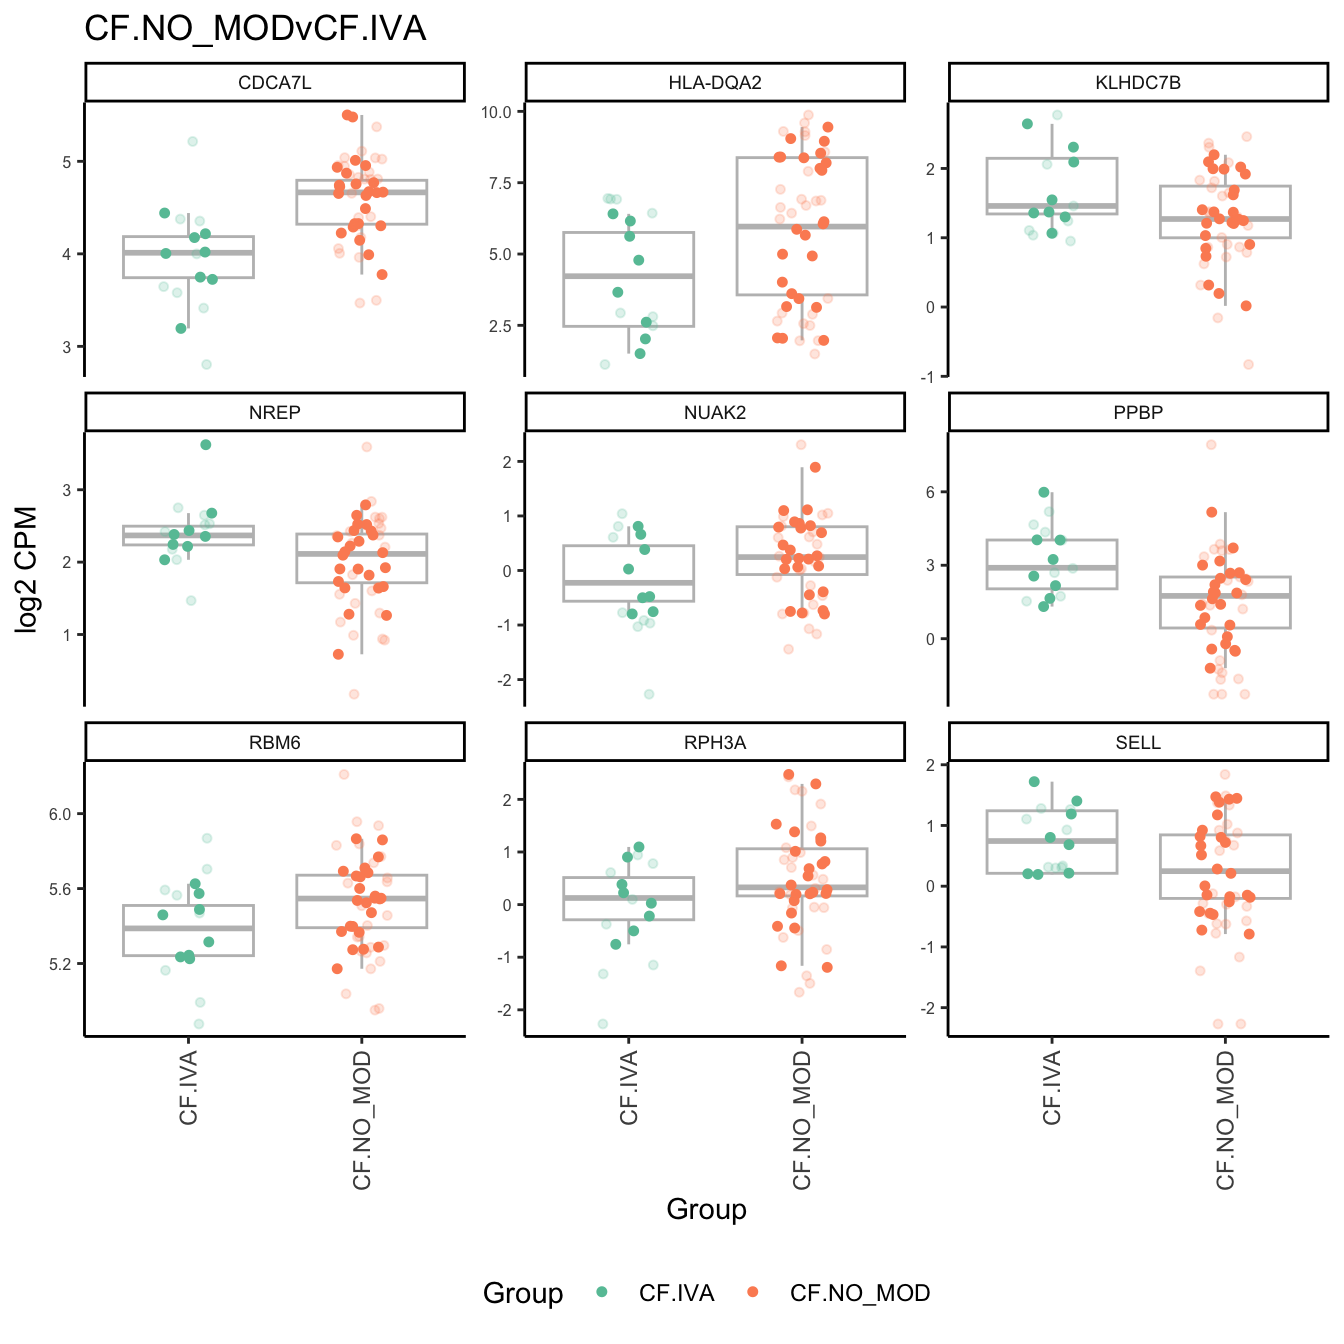 CF.NO_MODvCF.IVA
CDCA7L HLA-DQA2 KLHDC7B
5
4
3
10.0
7.5
5.0
2.5
2
1
0
-1
NREP NUAK2 PPBP
3
2
1
2
1
0
-1
-2
6
3
0
log2 CPM
RBM6 RPH3A SELL
6.0
5.6
5.2
2
1
0
-1
-2
2
1
0
-1
-2
CF.IVA
CF.NO_MOD
CF.IVA
CF.NO_MOD
CF.IVA
CF.NO_MOD
Group
Group CF.IVA CF.NO_MOD